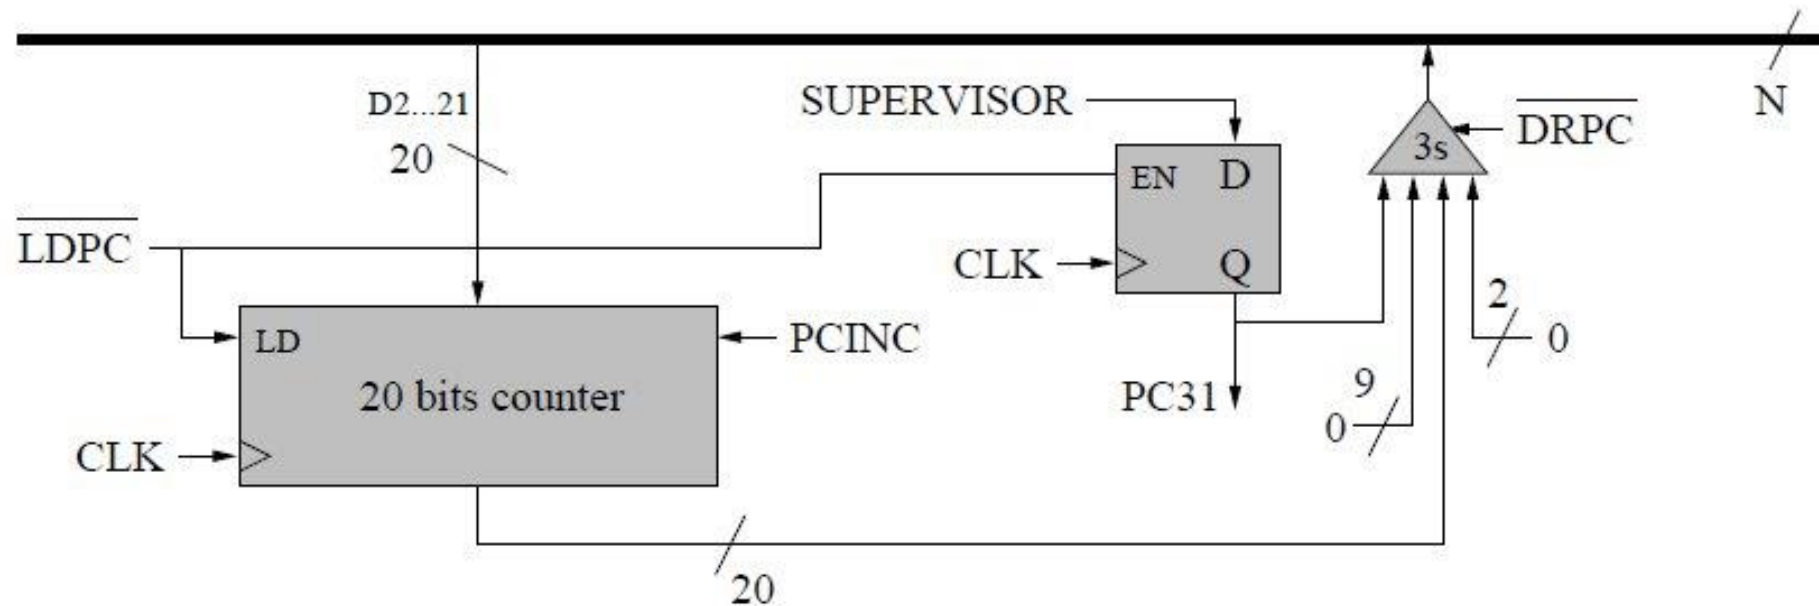 D2...21
20
SUPERVISOR
N
DRPC
3s
EN D
LDPC
CLK
Q
2
0
LD
PCINC
20 bits counter
PC31
9
0
CLK
20